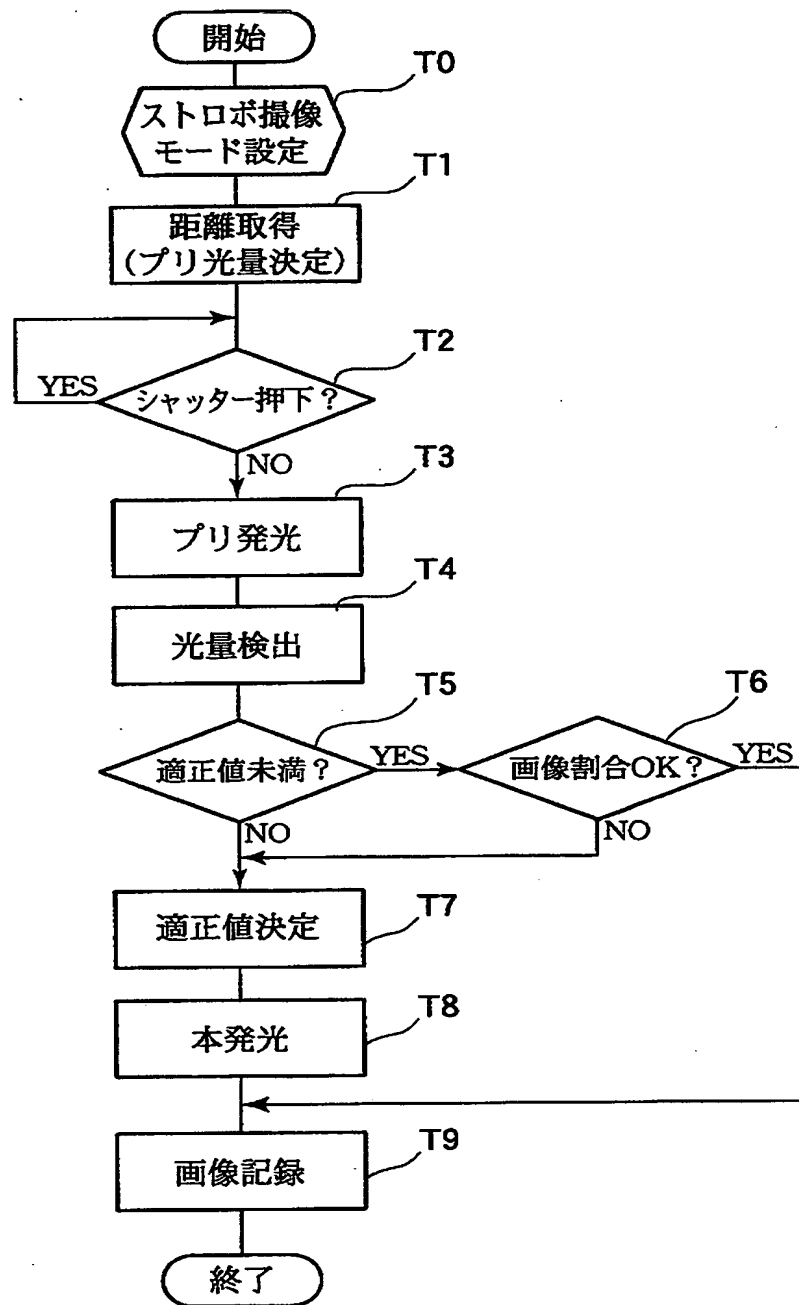 開始
T0
ストロボ撮像
モード設定
T1
距離取得
(プリ光量決定)
T2
YES
シャッター押下?
NO
T3
プリ発光
T4
光量検出
T5
T6
適正値未満?
YES
画像割合OK?
YES
NO
NO
適正値決定
T7
T8
本発光
T9
画像記録
終了